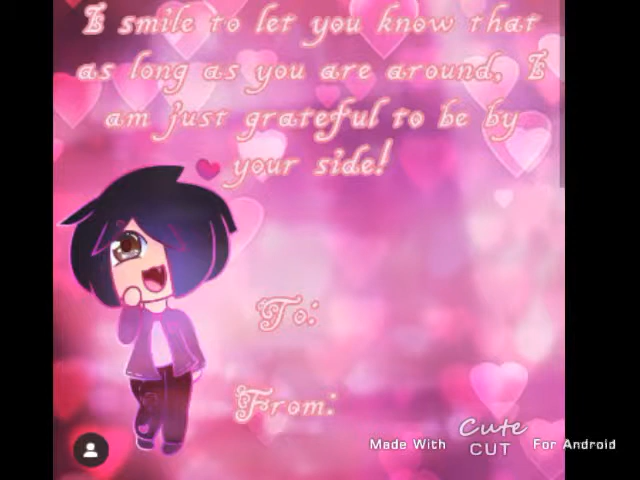 I smile to let you know that
as long as you are around, I
am just grateful to be by
your side!
To:
From:
Made With Cute CUT For Android